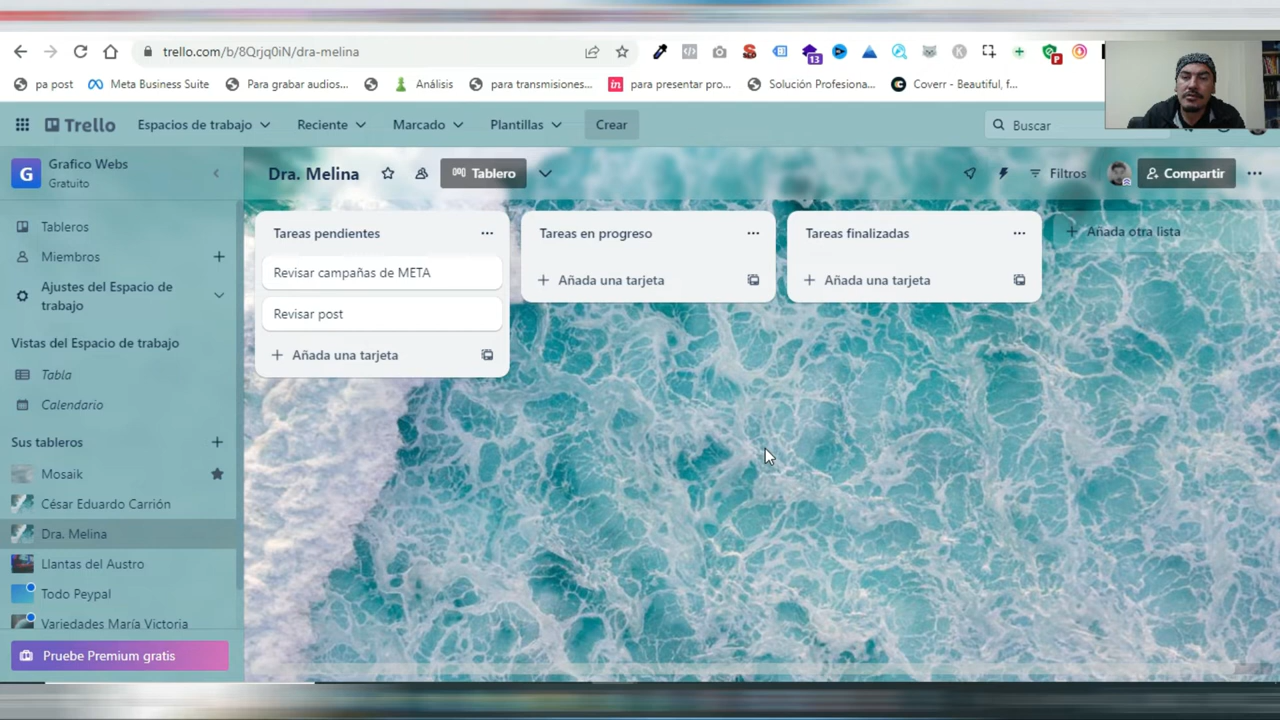 trello.com/b/8Qrjq0iN/dra-melina
13
P
pa post
Meta Business Suite
Para grabar audios...
Análisis
para transmisiones...
in
para presentar pro...
Solución Profesiona...
Coverr - Beautiful, f...
Trello
Espacios de trabajo
Reciente
Marcado
Plantillas
Crear
Buscar
G
Grafico Webs
Gratuito
Dra. Melina
Tablero
Filtros
Compartir
Tableros
Miembros
Ajustes del Espacio de
trabajo
Vistas del Espacio de trabajo
Tabla
Calendario
Sus tableros
Mosaik
César Eduardo Carrión
Dra. Melina
Llantas del Austro
Todo Peypal
Variedades María Victoria
Pruebe Premium gratis
Tareas pendientes
Revisar campañas de META
Revisar post
Añada una tarjeta
Tareas en progreso
Añada una tarjeta
Tareas finalizadas
Añada una tarjeta
Añada otra lista